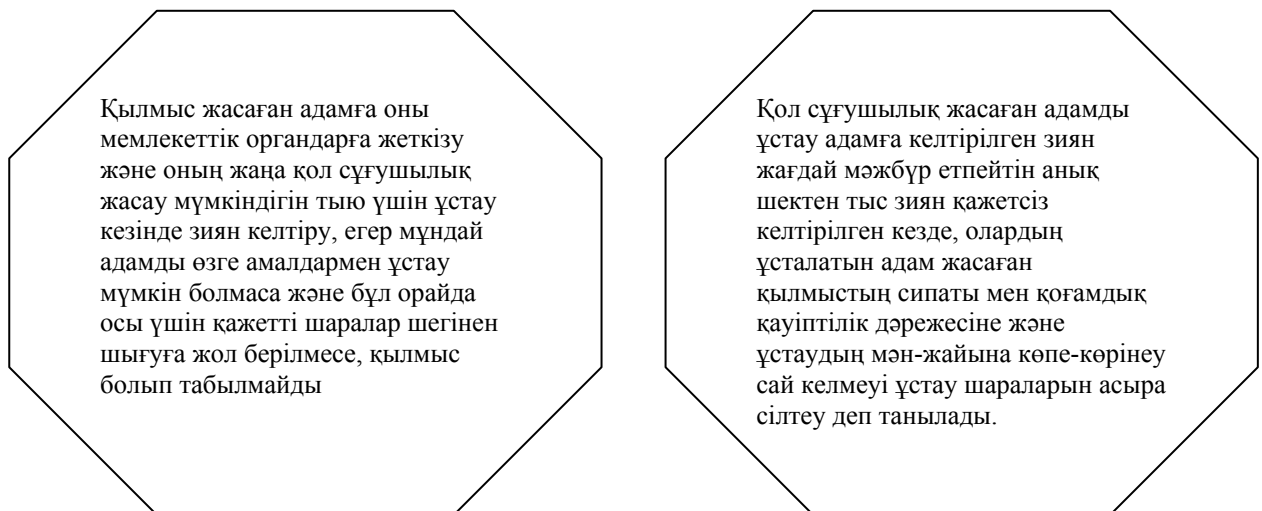 Қылмыс жасаған адамға оны
мемлекеттік органдарға жеткізу
және оның жаңа қол сұғушылық
жасау мүмкіндігін тыю үшін ұстау
кезінде зиян келтіру, егер мұндай
адамды өзге амалдармен ұстау
мүмкін болмаса және бұл орайда
осы үшін қажетті шаралар шегінен
шығуға жол берілмесе, қылмыс
болып табылмайды
Қол сұғушылық жасаған адамды
ұстау адамға келтірілген зиян
жағдай мәжбүр етпейтін анық
шектен тыс зиян қажетсіз
келтірілген кезде, олардың
ұсталатын адам жасаған
қылмыстың сипаты мен қоғамдық
қауіптілік дәрежесіне және
ұстаудың мән-жайына көпе-көрінеу
сай келмеуі ұстау шараларын асыра
сілтеу деп танылады.